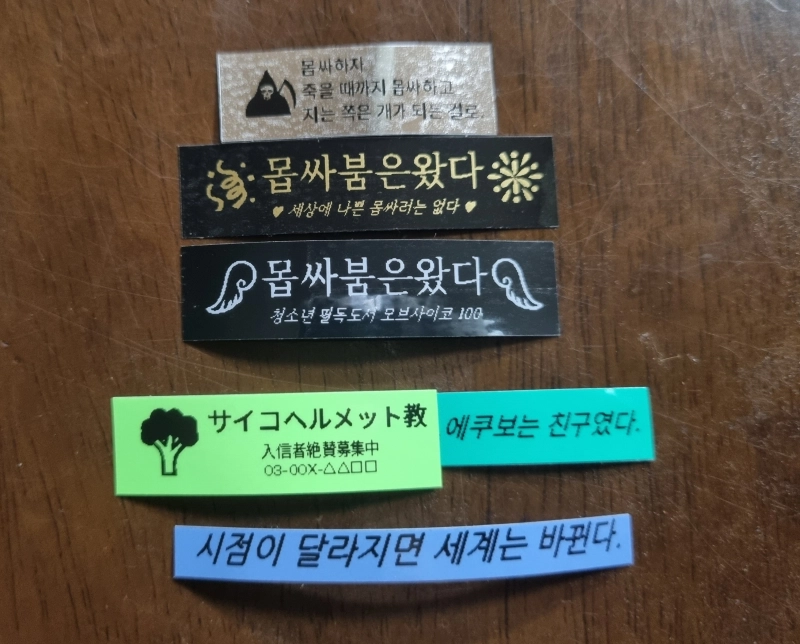 몹싸하자
죽을 때까지 몹싸하고
지는 쪽은 개가 되는 걸로.
몹싸붐은왔다
♥ 세상에 나쁜 몹싸러는 없다 ♥
몹싸붐은왔다
청소년 필독도서 모브사이코 100
サイコヘルメット教
入信者絶賛募集中
03-00X-△△□□
에쿠보는 친구였다.
시점이 달라지면 세계는 바뀐다.